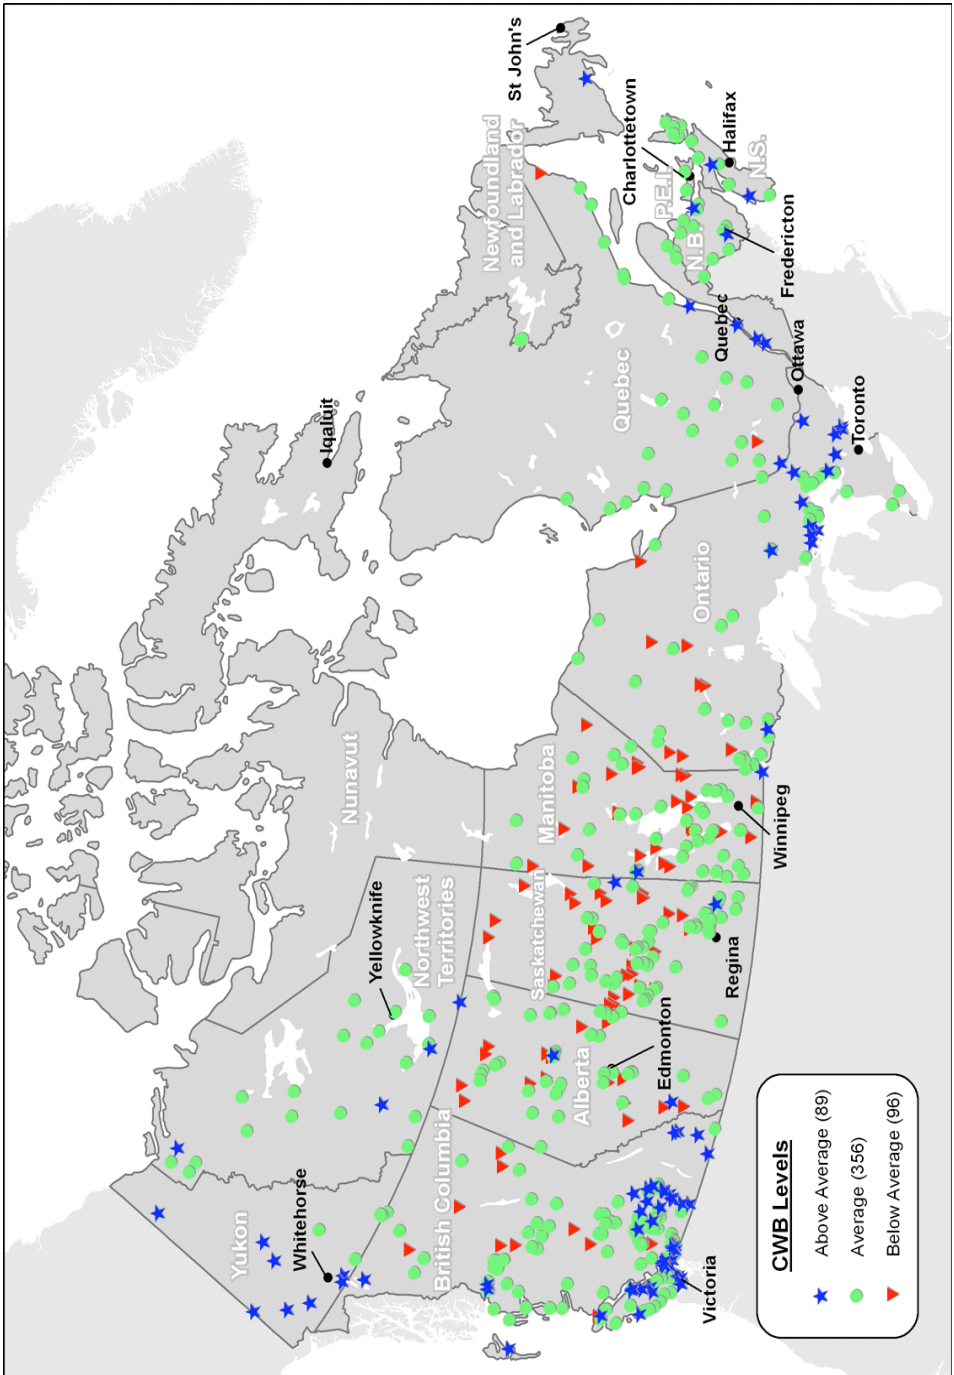 Yukon
Whitehorse
British Columbia
Victoria
Northwest
Territories
Yellowknife
Nunavut
Iqaluit
Alberta
Edmonton
Saskatchewan
Regina
Manitoba
Winnipeg
Ontario
Toronto
Ottawa
Quebec
Quebec
Newfoundland
and Labrador
St John's
N.B.
Fredericton
P.E.I.
Charlottetown
N.S.
Halifax
CWB Levels
Above Average (89)
Average (356)
Below Average (96)